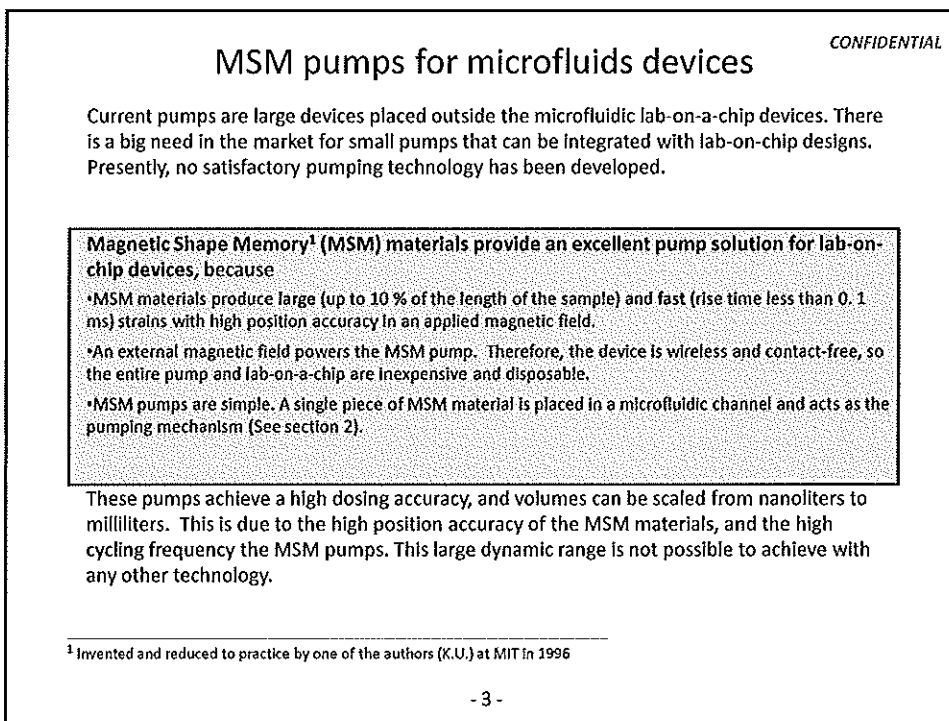 CONFIDENTIAL
MSM pumps for microfluids devices
Current pumps are large devices placed outside the microfluidic lab-on-a-chip devices. There
is a big need in the market for small pumps that can be integrated with lab-on-chip designs.
Presently, no satisfactory pumping technology has been developed.
Magnetic Shape Memory¹ (MSM) materials provide an excellent pump solution for lab-on-
chip devices, because
•MSM materials produce large (up to 10 % of the length of the sample) and fast (rise time less than 0. 1
ms) strains with high position accuracy in an applied magnetic field.
•An external magnetic field powers the MSM pump.  Therefore, the device is wireless and contact-free, so
the entire pump and lab-on-a-chip are inexpensive and disposable.
•MSM pumps are simple. A single piece of MSM material is placed in a microfluidic channel and acts as the
pumping mechanism (See section 2).
These pumps achieve a high dosing accuracy, and volumes can be scaled from nanoliters to
milliliters.  This is due to the high position accuracy of the MSM materials, and the high
cycling frequency the MSM pumps. This large dynamic range is not possible to achieve with
any other technology.
¹ Invented and reduced to practice by one of the authors (K.U.) at MIT in 1996
- 3 -